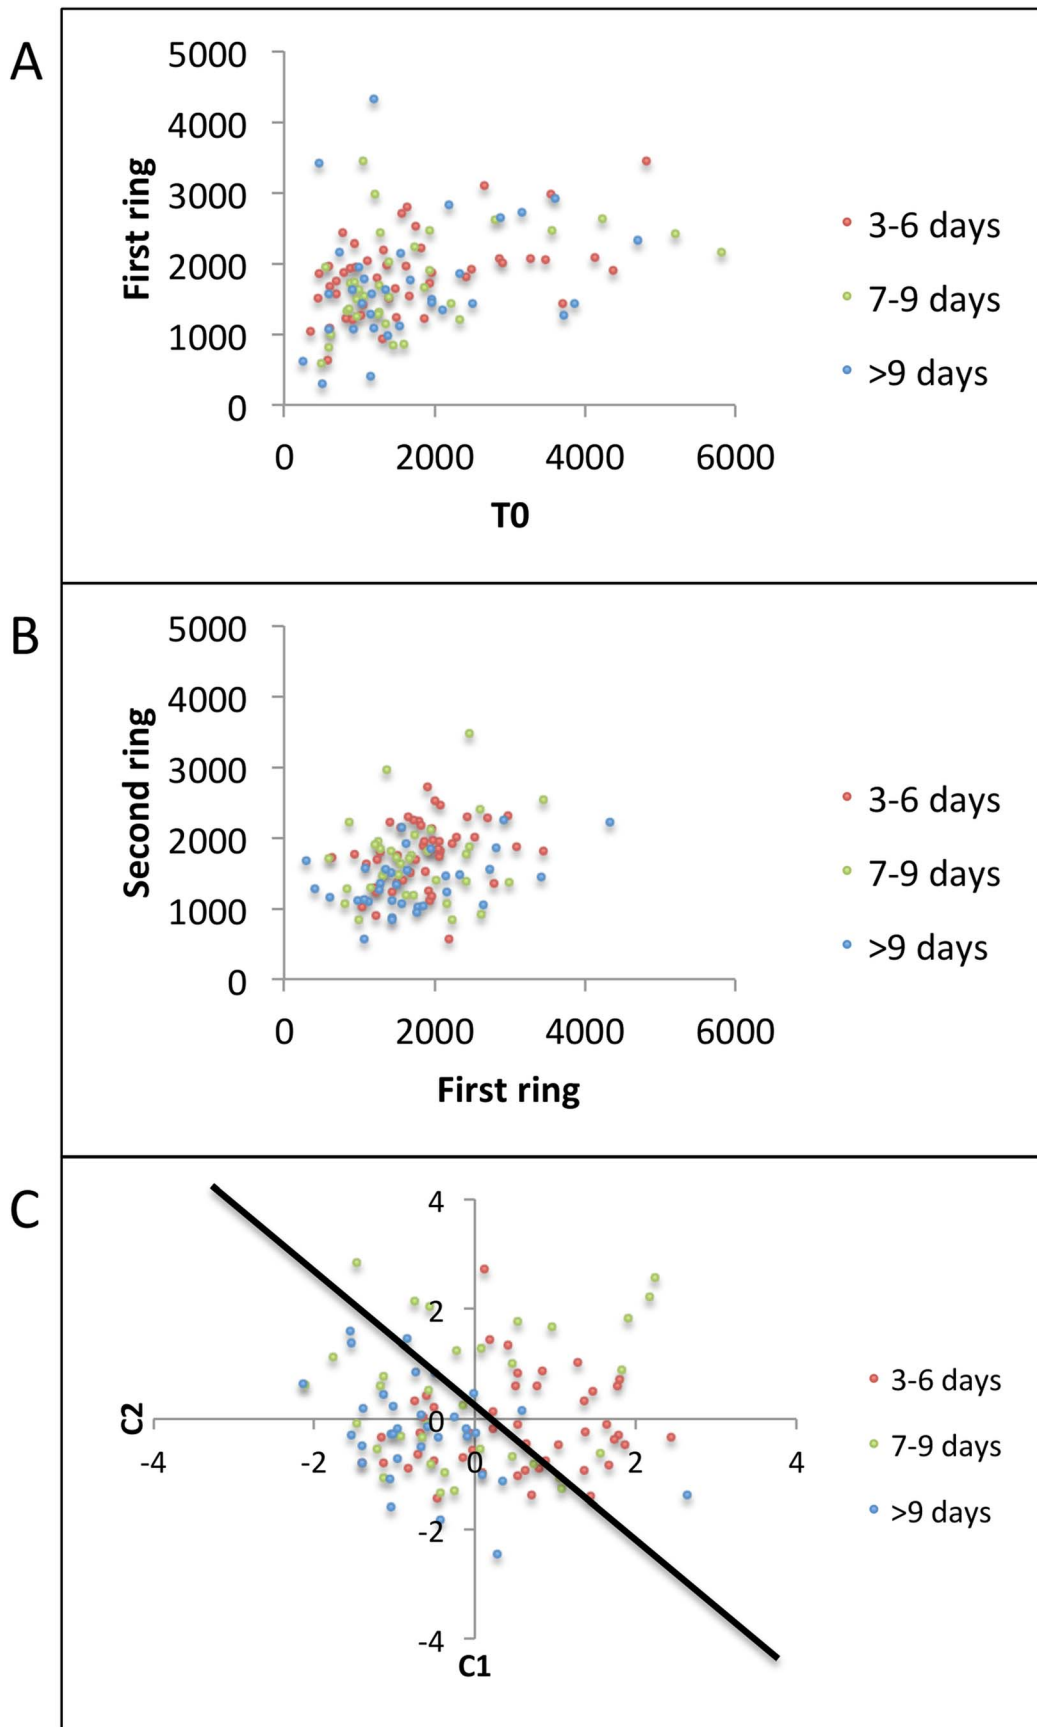 A
5000
4000
3000
2000
1000
0
First ring
0 2000 4000 6000
T0
3-6 days
7-9 days
>9 days
B
5000
4000
3000
2000
1000
0
Second ring
0 2000 4000 6000
First ring
3-6 days
7-9 days
>9 days
C
4
2
0
-2
-4
C2
-4 -2 0 2 4
C1
3-6 days
7-9 days
>9 days